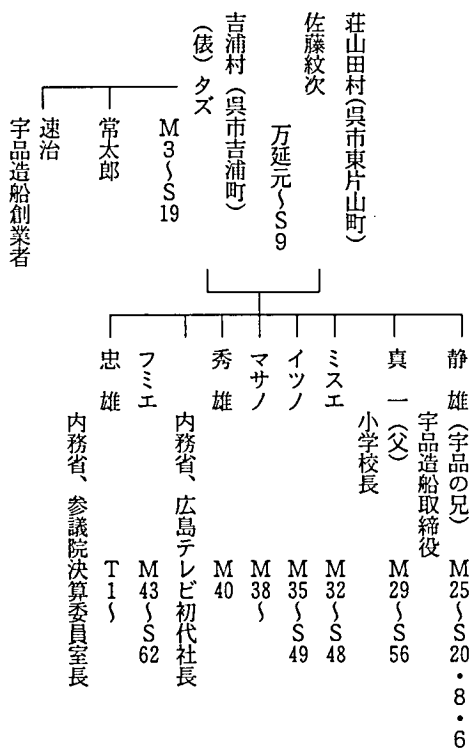 荘山田村(呉市東片山町)
佐藤紋次
万延元〜S9
吉浦村(呉市吉浦町)
(俵)タズ
M3〜S19
常太郎
速治
宇品造船創業者
静雄(宇品の兄) M25〜S20・8・6
宇品造船取締役
真一(父) M29〜S56
小学校長
ミスエ M32〜S48
イツノ M35〜S49
マサノ M38〜
秀雄 M40
内務省、広島テレビ初代社長
フミエ M43〜S62
忠雄 T1〜
内務省、参議院決算委員室長